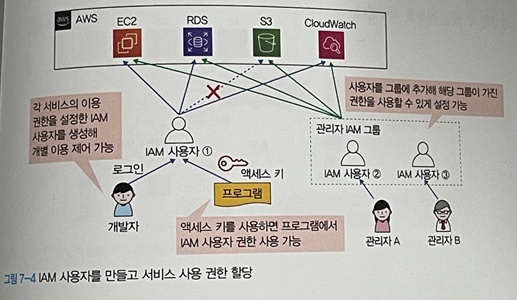 aws AWS
EC2 RDS S3 CloudWatch
각 서비스의 이용
권한을 설정한 IAM
사용자를 생성해
개별 이용 제어 가능
사용자를 그룹에 추가해 해당 그룹이 가진
권한을 사용할 수 있게 설정 가능
IAM 사용자 ①
관리자 IAM 그룹
IAM 사용자 ② IAM 사용자 ③
로그인
액세스 키
프로그램
개발자
액세스 키를 사용하면 프로그램에서
IAM 사용자 권한 사용 가능
관리자 A 관리자 B
그림 7-4 IAM 사용자를 만들고 서비스 사용 권한 할당